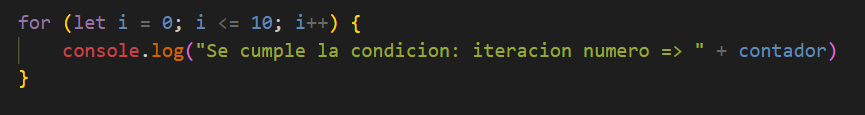 for (let i = 0; i <= 10; i++) {
    console.log("Se cumple la condicion: iteracion numero => " + contador)
}